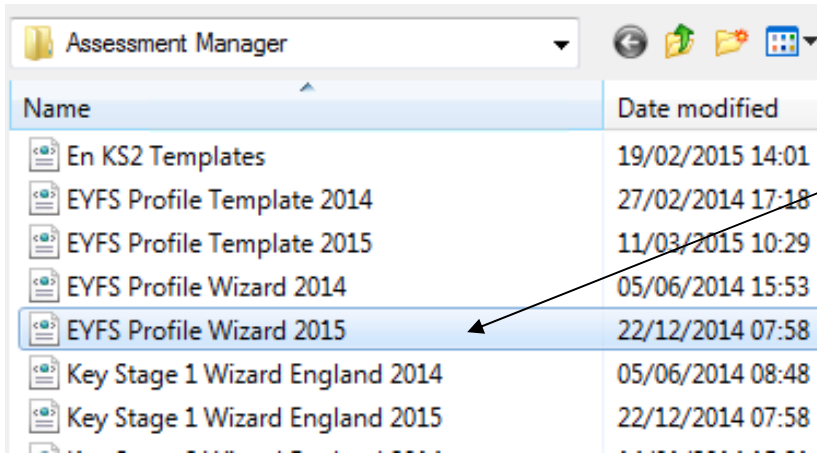 Assessment Manager
Name Date modified
En KS2 Templates 19/02/2015 14:01
EYFS Profile Template 2014 27/02/2014 17:18
EYFS Profile Template 2015 11/03/2015 10:29
EYFS Profile Wizard 2014 05/06/2014 15:53
EYFS Profile Wizard 2015 22/12/2014 07:58
Key Stage 1 Wizard England 2014 05/06/2014 08:48
Key Stage 1 Wizard England 2015 22/12/2014 07:58